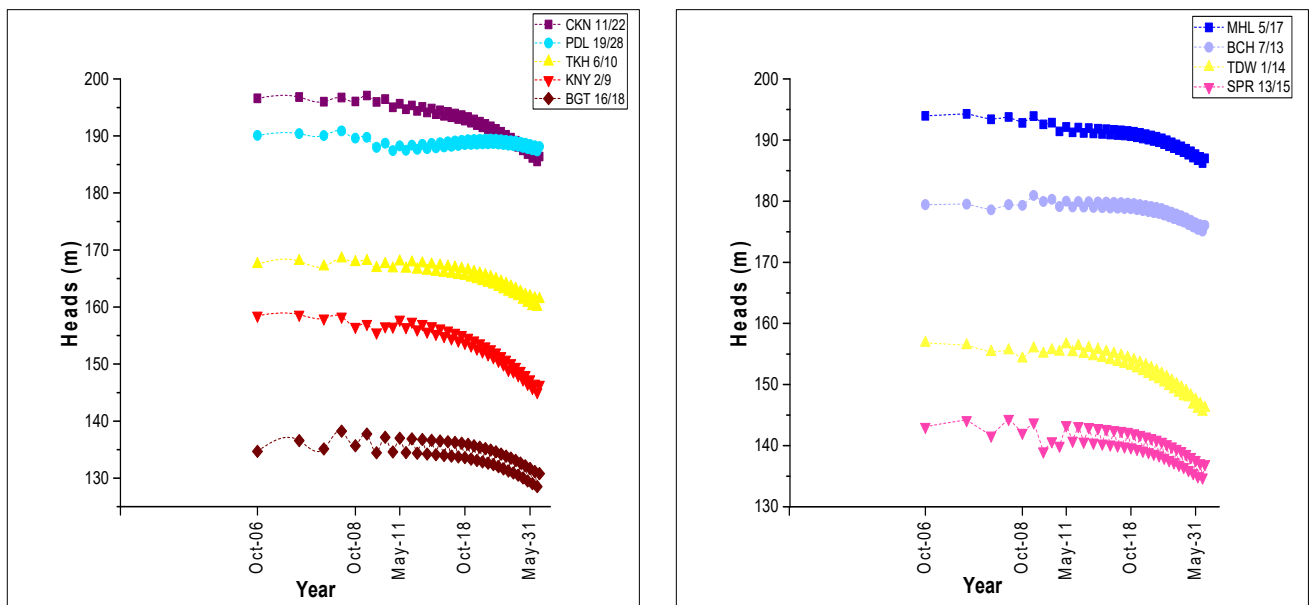 CKN 11/22
PDL 19/28
TKH 6/10
KNY 2/9
BGT 16/18
200
190
180
170
160
150
140
130
Heads (m)
Oct-06
Oct-08
May-11
Oct-18
May-31
Year
MHL 5/17
BCH 7/13
TDW 1/14
SPR 13/15
200
190
180
170
160
150
140
130
Heads (m)
Oct-06
Oct-08
May-11
Oct-18
May-31
Year